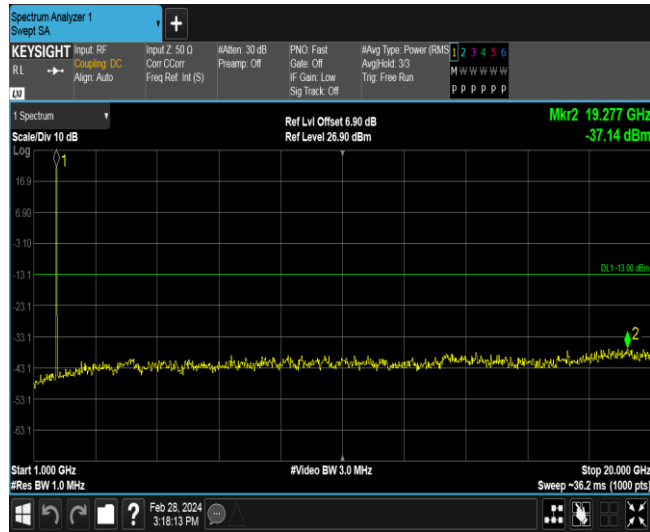 Spectrum Analyzer 1
Swept SA
+
KEYSIGHT
RL
LXI
Input: RF
Coupling: DC
Align: Auto
Input Z: 50 Ω
Corr CCorr
Freq Ref: Int (S)
#Atten: 30 dB
Preamp: Off
PNO: Fast
Gate: Off
IF Gain: Low
Sig Track: Off
#Avg Type: Power (RMS
Avg|Hold: 3/3
Trig: Free Run
1 2 3 4 5 6
M W W W W W
P P P P P P
1 Spectrum
Scale/Div 10 dB
Log
Ref Lvl Offset 6.90 dB
Ref Level 26.90 dBm
Mkr2 19.277 GHz
-37.14 dBm
1
16.9
6.90
-3.10
-13.1
DL1 -13.00 dBm
-23.1
-33.1
2
-43.1
-53.1
-63.1
Start 1.000 GHz
#Video BW 3.0 MHz
Stop 20.000 GHz
#Res BW 1.0 MHz
Sweep ~36.2 ms (1000 pts)
?
Feb 28, 2024
3:18:13 PM